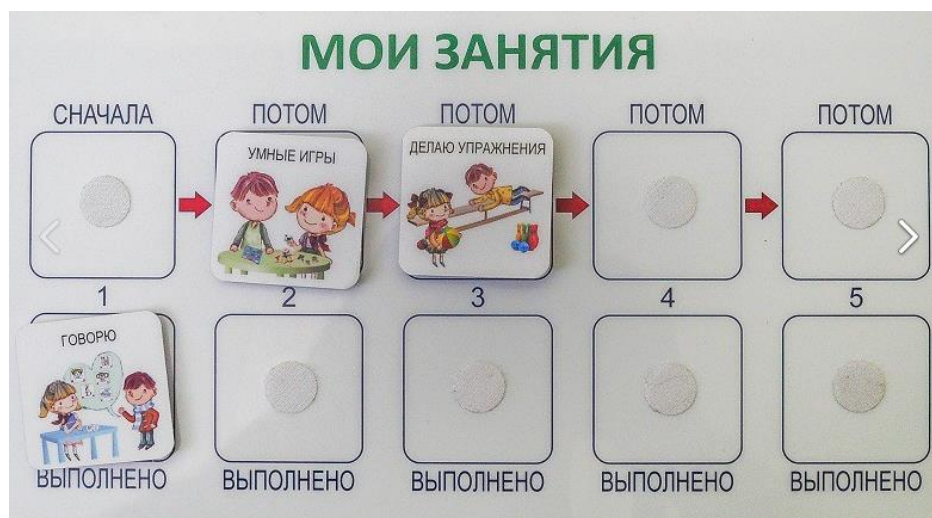 МОИ ЗАНЯТИЯ
СНАЧАЛА ПОТОМ ПОТОМ ПОТОМ ПОТОМ
УМНЫЕ ИГРЫ
ДЕЛАЮ УПРАЖНЕНИЯ
1 2 3 4 5
ГОВОРЮ
ВЫПОЛНЕНО ВЫПОЛНЕНО ВЫПОЛНЕНО ВЫПОЛНЕНО ВЫПОЛНЕНО